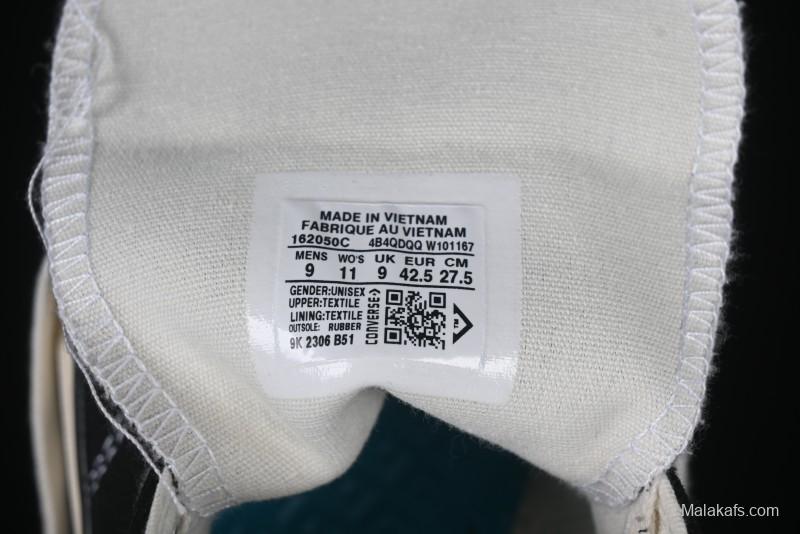 MADE IN VIETNAM
FABRIQUE AU VIETNAM
162050C 4B4QDQQ W101167
MENS WO'S UK EUR CM
9 11 9 42.5 27.5
GENDER:UNISEX
UPPER:TEXTILE
LINING:TEXTILE
OUTSOLE: RUBBER
9K 2306 B51
CONVERSE
TM
Malakafs.com